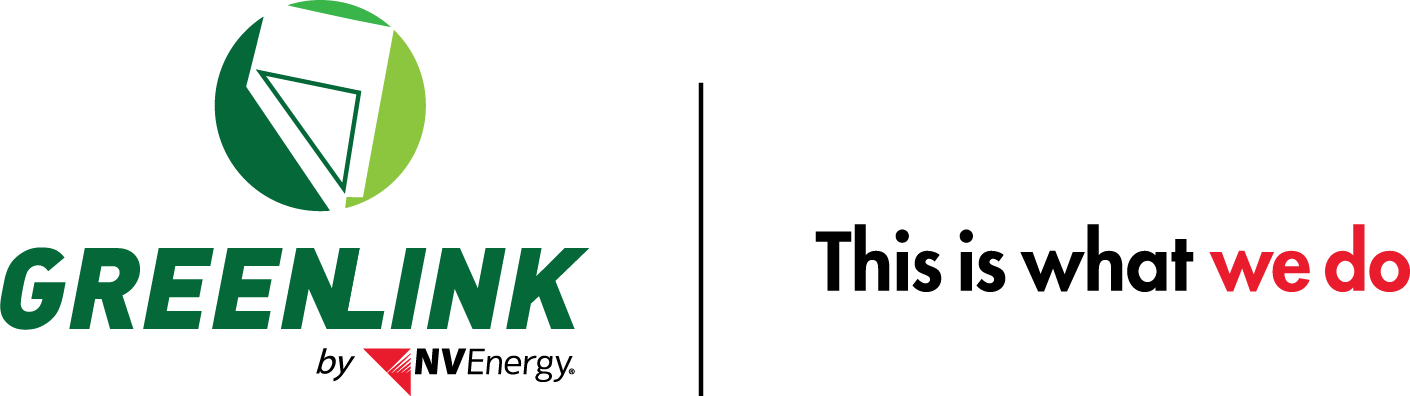 GREENLINK
by NVEnergy®
This is what we do